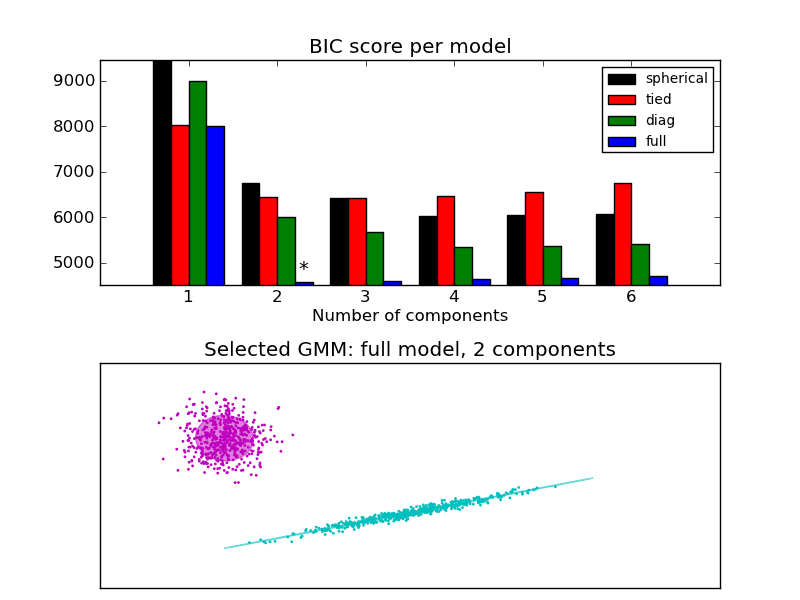 BIC score per model
9000
8000
7000
6000
5000
spherical
tied
diag
full
*
1 2 3 4 5 6
Number of components
Selected GMM: full model, 2 components